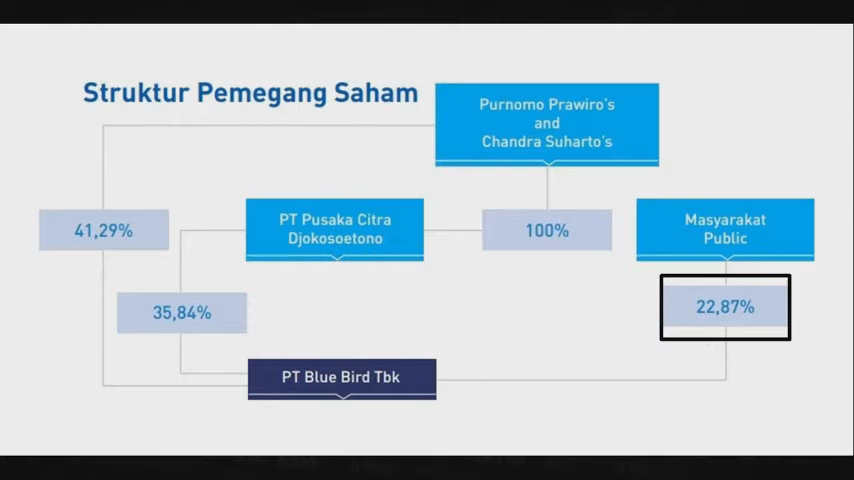 Struktur Pemegang Saham
Purnomo Prawiro's
and
Chandra Suharto's
41,29%
PT Pusaka Citra
Djokosoetono
100%
Masyarakat
Public
35,84%
22,87%
PT Blue Bird Tbk